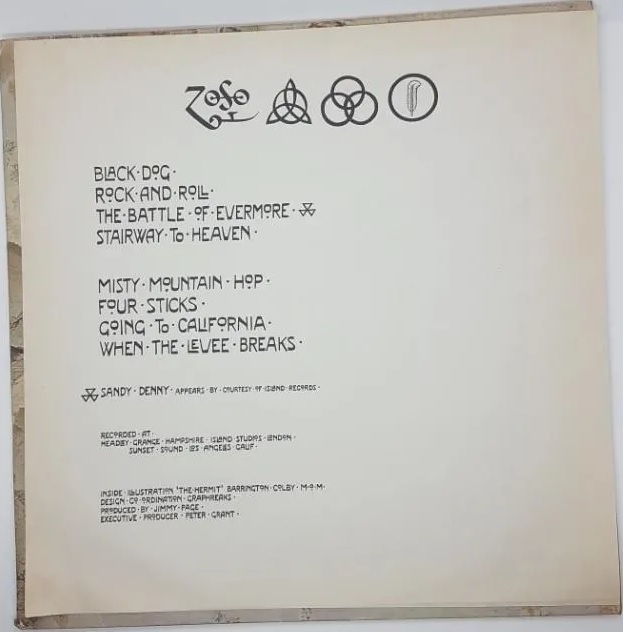 ZOSO
BLACK·DOG·
ROCK·AND·ROLL·
THE·BATTLE·OF·EVERMORE·
STAIRWAY·TO·HEAVEN·
MISTY·MOUNTAIN·HOP·
FOUR·STICKS·
GOING·TO·CALIFORNIA·
WHEN·THE·LEVEE·BREAKS·
SANDY·DENNY·APPEARS·BY·COURTESY·OF·ISLAND·RECORDS·
RECORDED·AT·
HEADLY·GRANGE·HAMPSHIRE·ISLAND·STUDIOS·LONDON·
SUNSET·SOUND·LOS·ANGELES·CALIF·
INSIDE·ILLUSTRATION 'THE·HERMIT' BARRINGTON·COLBY·M·O·M·
DESIGN·CO·ORDINATION·GRAPHREAKS·
PRODUCED·BY·JIMMY·PAGE·
EXECUTIVE·PRODUCER·PETER·GRANT·